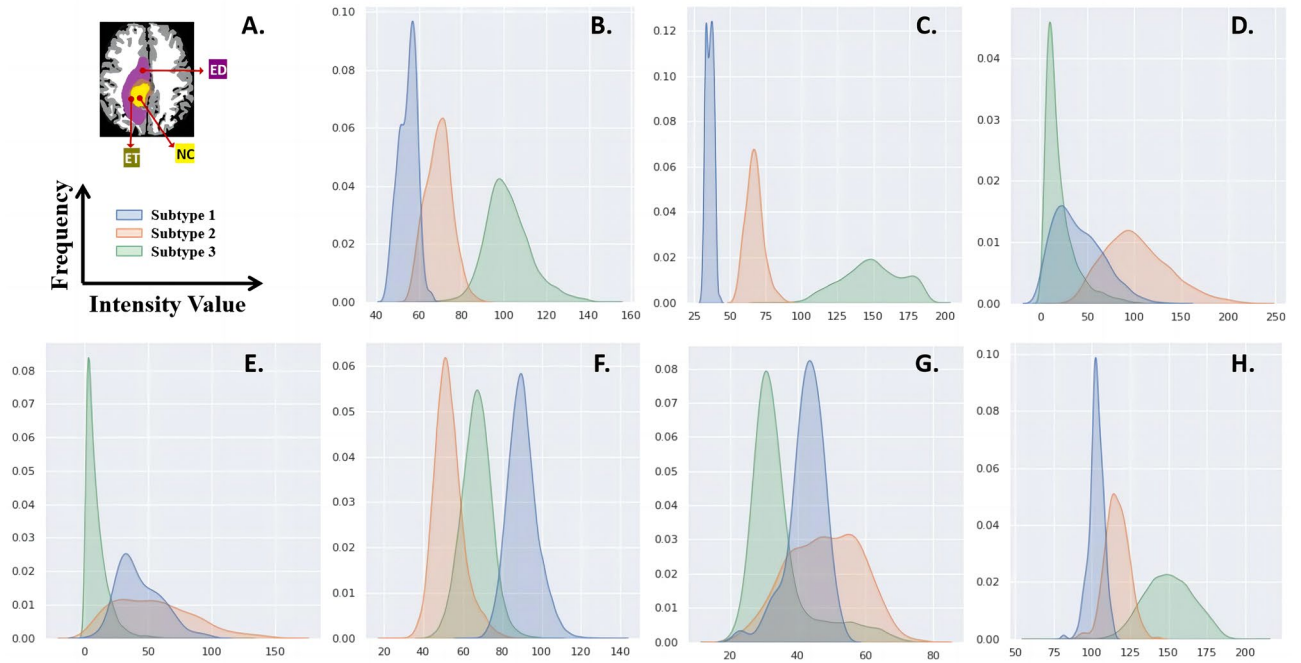 A.
ED
ET
NC
Frequency
Subtype 1
Subtype 2
Subtype 3
Intensity Value
B.
0.10
0.08
0.06
0.04
0.02
0.00
40 60 80 100 120 140 160
C.
0.12
0.10
0.08
0.06
0.04
0.02
0.00
25 50 75 100 125 150 175 200
D.
0.04
0.03
0.02
0.01
0.00
0 50 100 150 200 250
E.
0.08
0.07
0.06
0.05
0.04
0.03
0.02
0.01
0.00
0 50 100 150
F.
0.06
0.05
0.04
0.03
0.02
0.01
0.00
20 40 60 80 100 120 140
G.
0.08
0.07
0.06
0.05
0.04
0.03
0.02
0.01
0.00
20 40 60 80
H.
0.10
0.08
0.06
0.04
0.02
0.00
50 75 100 125 150 175 200